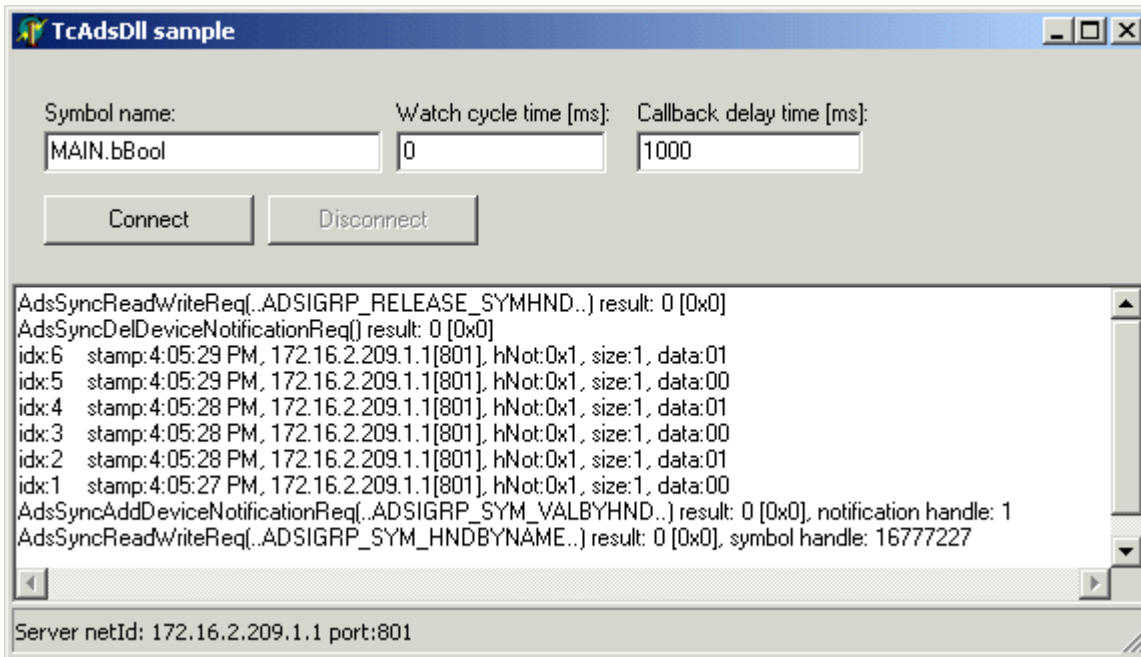 TcAdsDll sample
Symbol name: Watch cycle time [ms]: Callback delay time [ms]:
MAIN.bBool 0 1000
Connect Disconnect
AdsSyncReadWriteReq(..ADSIGRP_RELEASE_SYMHND..) result: 0 [0x0]
AdsSyncDelDeviceNotificationReq() result: 0 [0x0]
idx:6 stamp:4:05:29 PM, 172.16.2.209.1.1[801], hNot:0x1, size:1, data:01
idx:5 stamp:4:05:29 PM, 172.16.2.209.1.1[801], hNot:0x1, size:1, data:00
idx:4 stamp:4:05:28 PM, 172.16.2.209.1.1[801], hNot:0x1, size:1, data:01
idx:3 stamp:4:05:28 PM, 172.16.2.209.1.1[801], hNot:0x1, size:1, data:00
idx:2 stamp:4:05:28 PM, 172.16.2.209.1.1[801], hNot:0x1, size:1, data:01
idx:1 stamp:4:05:27 PM, 172.16.2.209.1.1[801], hNot:0x1, size:1, data:00
AdsSyncAddDeviceNotificationReq(..ADSIGRP_SYM_VALBYHND..) result: 0 [0x0], notification handle: 1
AdsSyncReadWriteReq(..ADSIGRP_SYM_HNDBYNAME..) result: 0 [0x0], symbol handle: 16777227
Server netId: 172.16.2.209.1.1 port:801